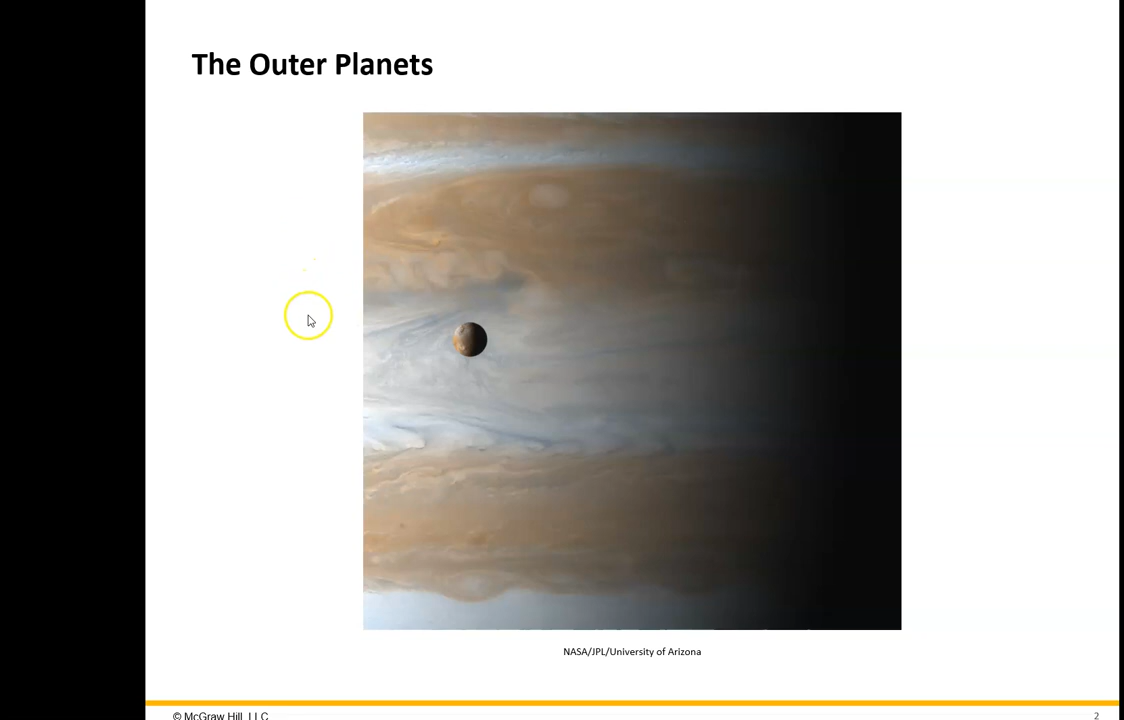 The Outer Planets
NASA/JPL/University of Arizona
© McGraw Hill, LLC
2